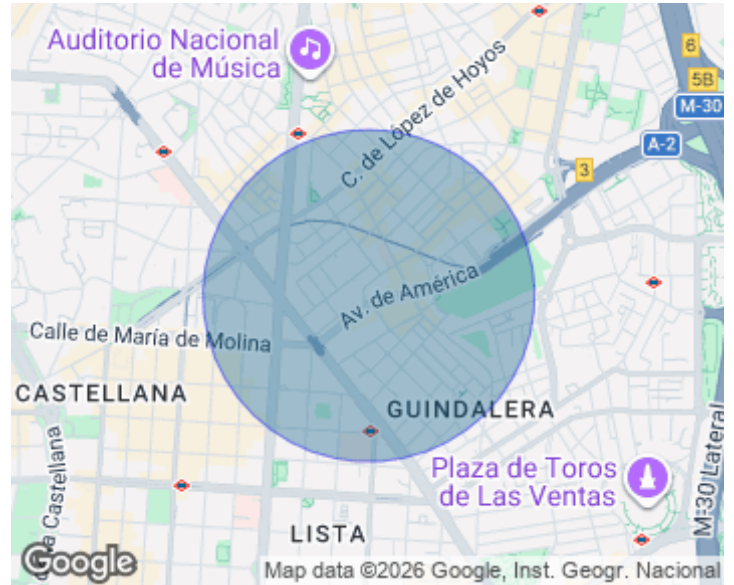 Auditorio Nacional
de Música
C. de López de Hoyos
6
5B
M-30
A-2
3
Av. de América
Calle de María de Molina
CASTELLANA
GUINDALERA
Castellana
Plaza de Toros
de Las Ventas
M-30 Lateral
LISTA
Google
Map data ©2026 Google, Inst. Geogr. Nacional